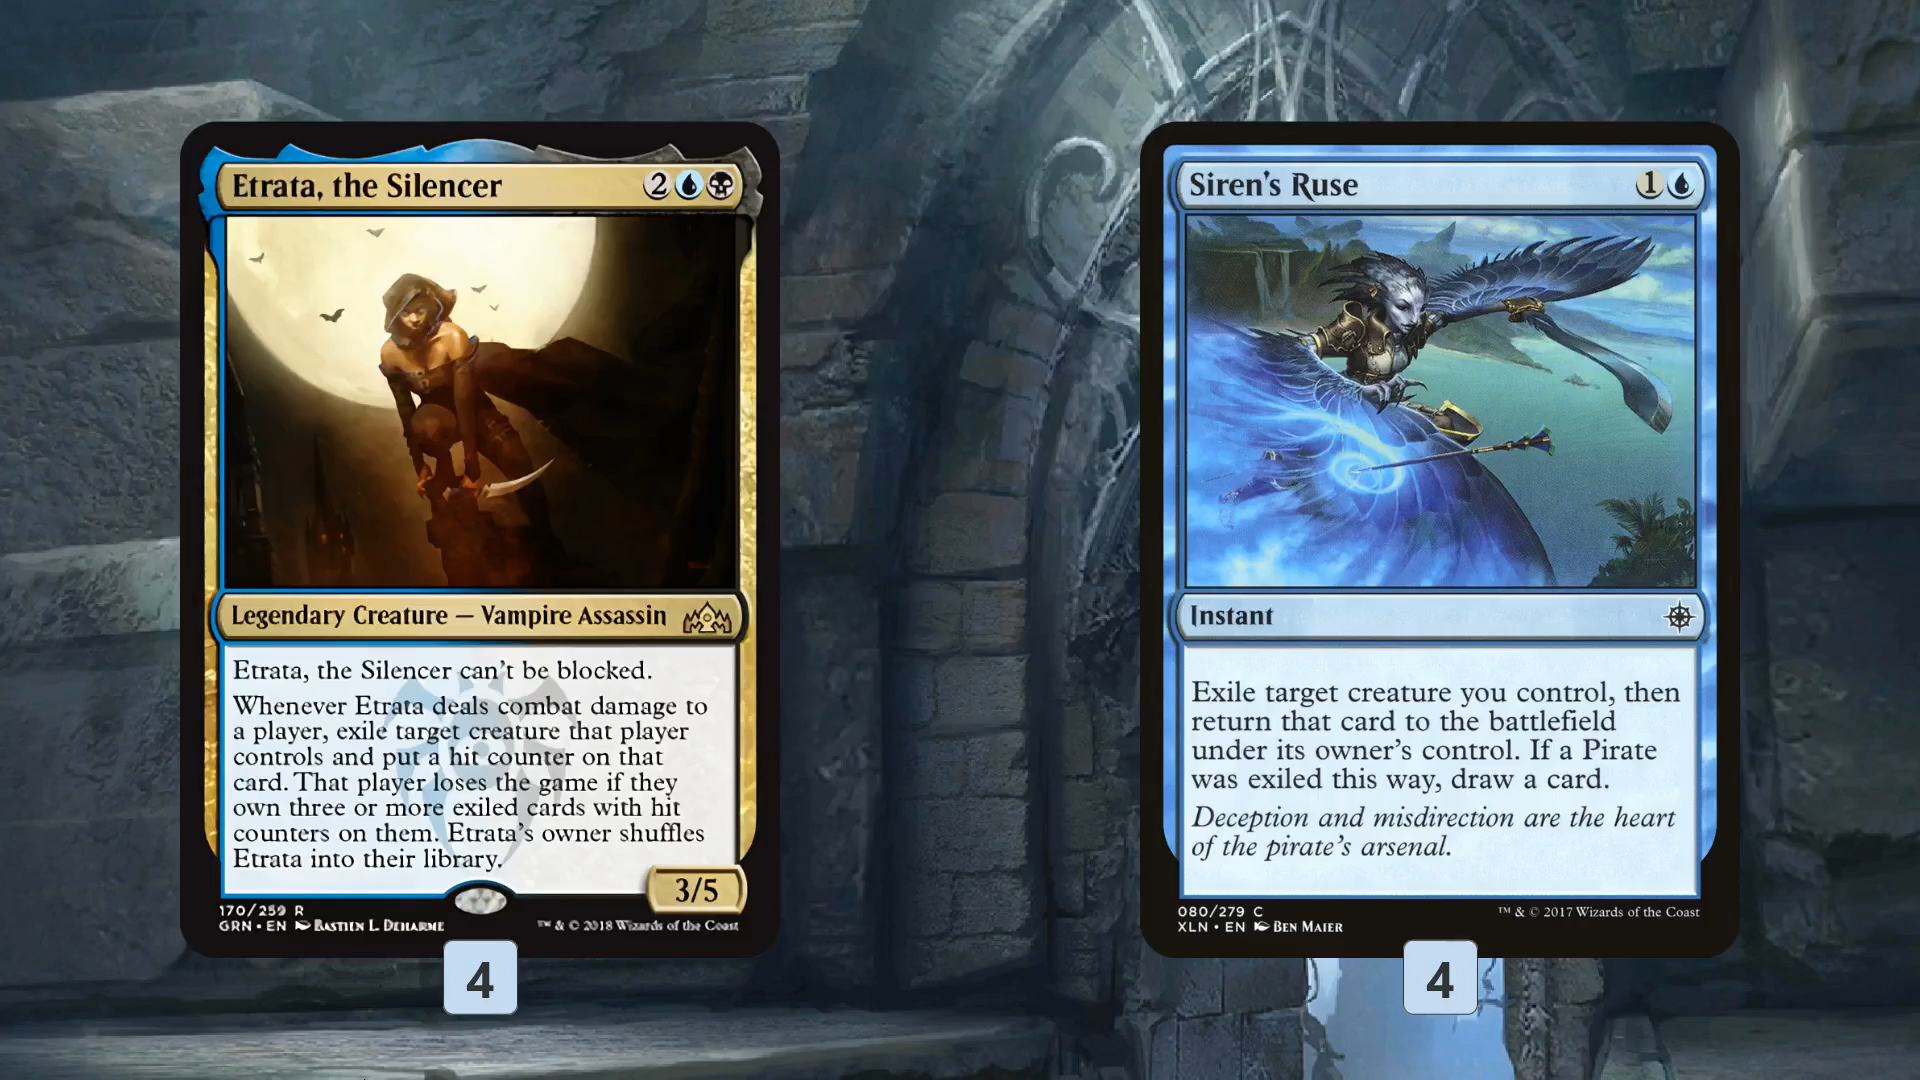 Etrata, the Silencer 2
Legendary Creature — Vampire Assassin
Etrata, the Silencer can't be blocked.
Whenever Etrata deals combat damage to
a player, exile target creature that player
controls and put a hit counter on that
card. That player loses the game if they
own three or more exiled cards with hit
counters on them. Etrata's owner shuffles
Etrata into their library.
3/5
170/259 R
GRN • EN Bastien L. Deharme
™ & © 2018 Wizards of the Coast
4
Siren's Ruse 1
Instant
Exile target creature you control, then
return that card to the battlefield
under its owner's control. If a Pirate
was exiled this way, draw a card.
Deception and misdirection are the heart
of the pirate's arsenal.
080/279 C
XLN • EN Ben Maier
™ & © 2017 Wizards of the Coast
4